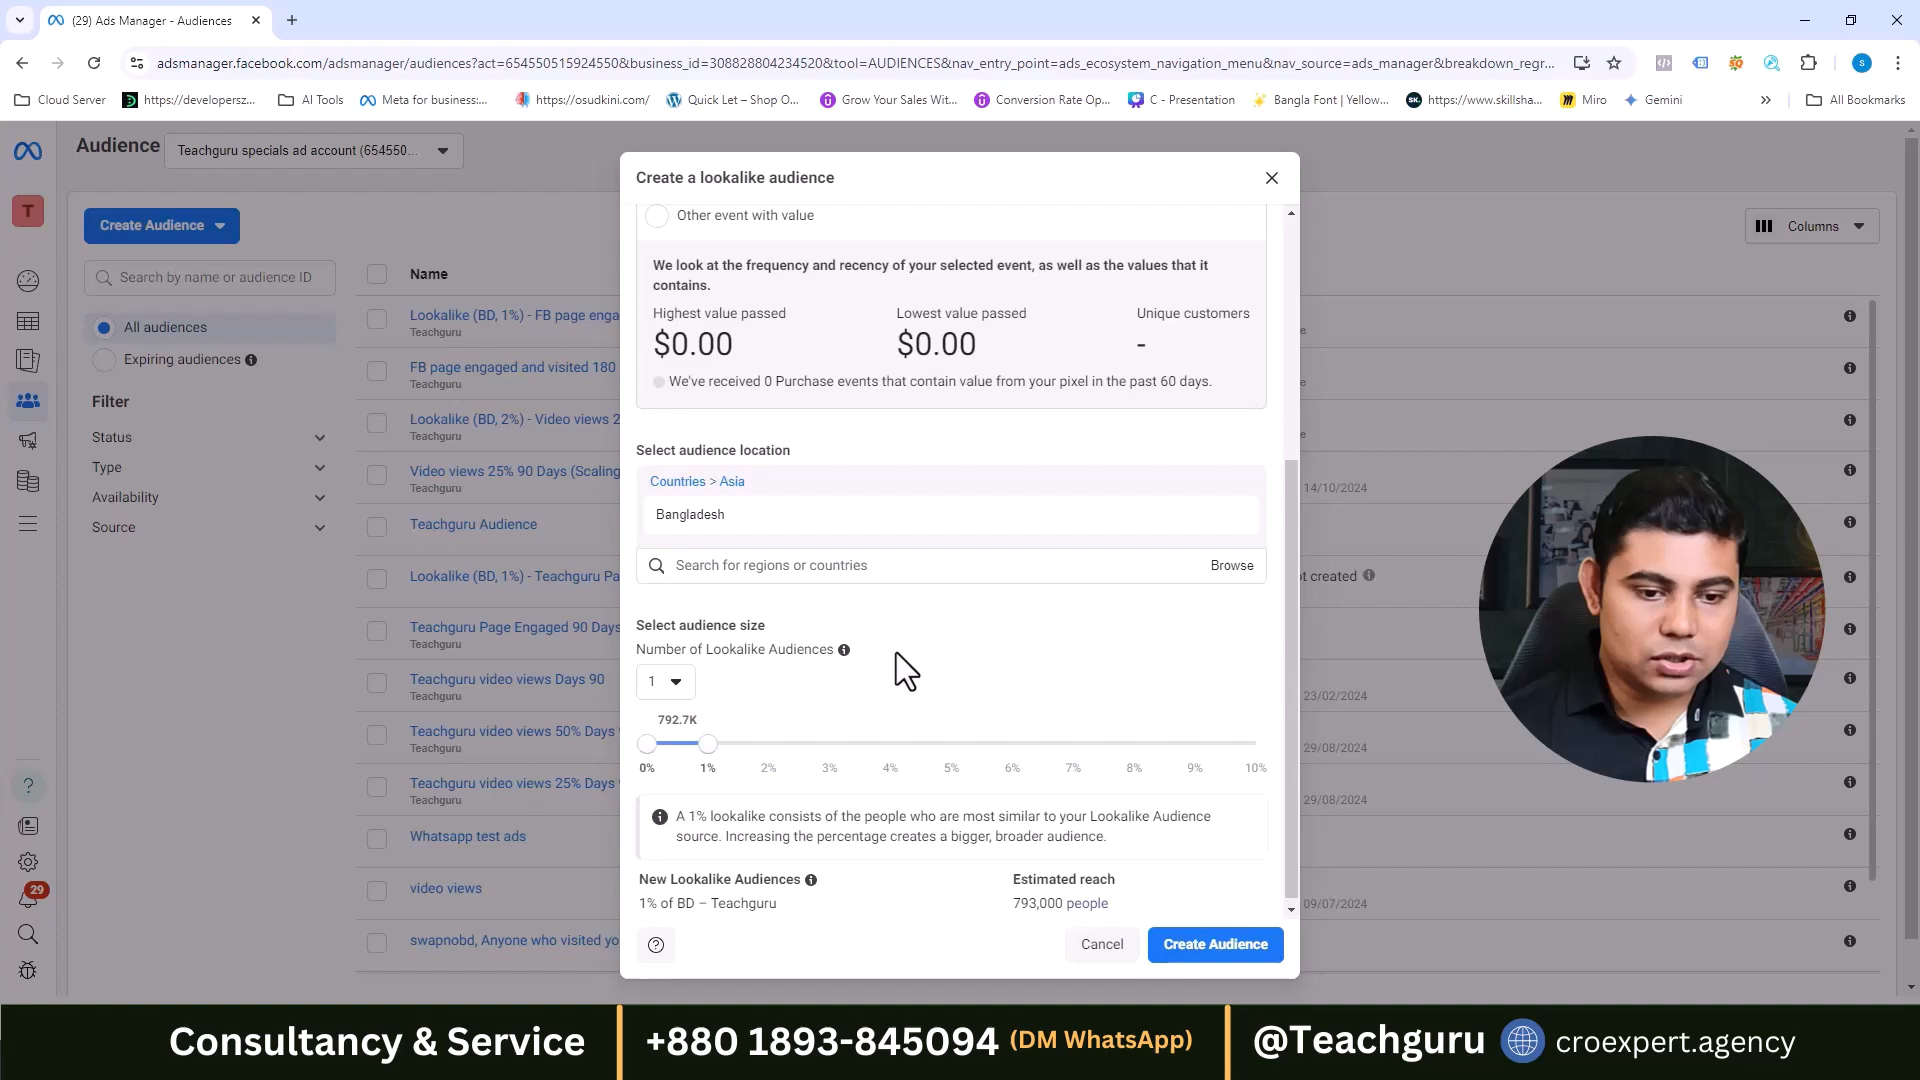 (29) Ads Manager - Audiences
adsmanager.facebook.com/adsmanager/audiences?act=654550515924550&business_id=308828804234520&tool=AUDIENCES&nav_entry_point=ads_ecosystem_navigation_menu&nav_source=ads_manager&breakdown_regr...
S
Cloud Server
https://developersz...
AI Tools
Meta for business:...
https://osudkini.com/
Quick Let – Shop O...
Grow Your Sales Wit...
Conversion Rate Op...
C - Presentation
Bangla Font | Yellow...
SK.
https://www.skillsha...
Miro
Gemini
All Bookmarks
Audience
Teachguru specials ad account (654550...
T
Create Audience
Columns
Search by name or audience ID
All audiences
Expiring audiences
Filter
Status
Type
Availability
Source
29
Name
Lookalike (BD, 1%) - FB page enga
Teachguru
FB page engaged and visited 180
Teachguru
Lookalike (BD, 2%) - Video views 2
Teachguru
Video views 25% 90 Days (Scaling
Teachguru
14/10/2024
Teachguru Audience
Lookalike (BD, 1%) - Teachguru Pa
t created
Teachguru Page Engaged 90 Days
Teachguru
Teachguru video views Days 90
Teachguru
23/02/2024
Teachguru video views 50% Days
Teachguru
29/08/2024
Teachguru video views 25% Days
Teachguru
29/08/2024
Whatsapp test ads
video views
09/07/2024
swapnobd, Anyone who visited yo
Create a lookalike audience
Other event with value
We look at the frequency and recency of your selected event, as well as the values that it
contains.
Highest value passed
Lowest value passed
Unique customers
$0.00
$0.00
-
We've received 0 Purchase events that contain value from your pixel in the past 60 days.
Select audience location
Countries > Asia
Bangladesh
Search for regions or countries
Browse
Select audience size
Number of Lookalike Audiences
1
792.7K
0% 1% 2% 3% 4% 5% 6% 7% 8% 9% 10%
A 1% lookalike consists of the people who are most similar to your Lookalike Audience
source. Increasing the percentage creates a bigger, broader audience.
New Lookalike Audiences
Estimated reach
1% of BD – Teachguru
793,000 people
Cancel
Create Audience
Consultancy & Service
+880 1893-845094 (DM WhatsApp)
@Teachguru
croexpert.agency